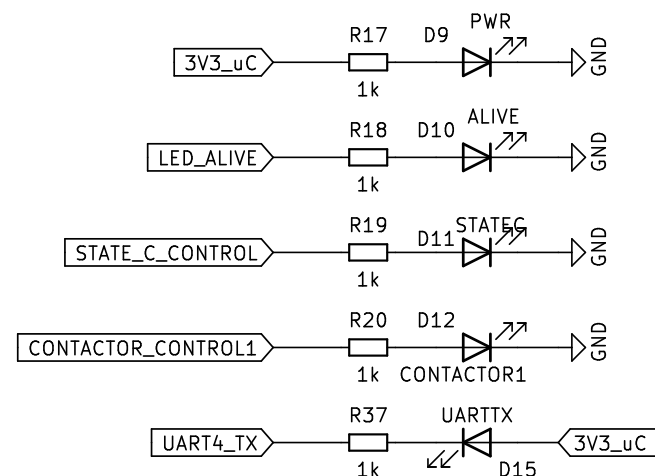 PWR
R17 D9
3V3_uC GND
1k
ALIVE
R18 D10
LED_ALIVE GND
1k
R19 STATEC
D11
STATE_C_CONTROL GND
1k
R20 D12
CONTACTOR_CONTROL1 GND
1k CONTACTOR1
R37 UARTTX
UART4_TX 3V3_uC
1k D15